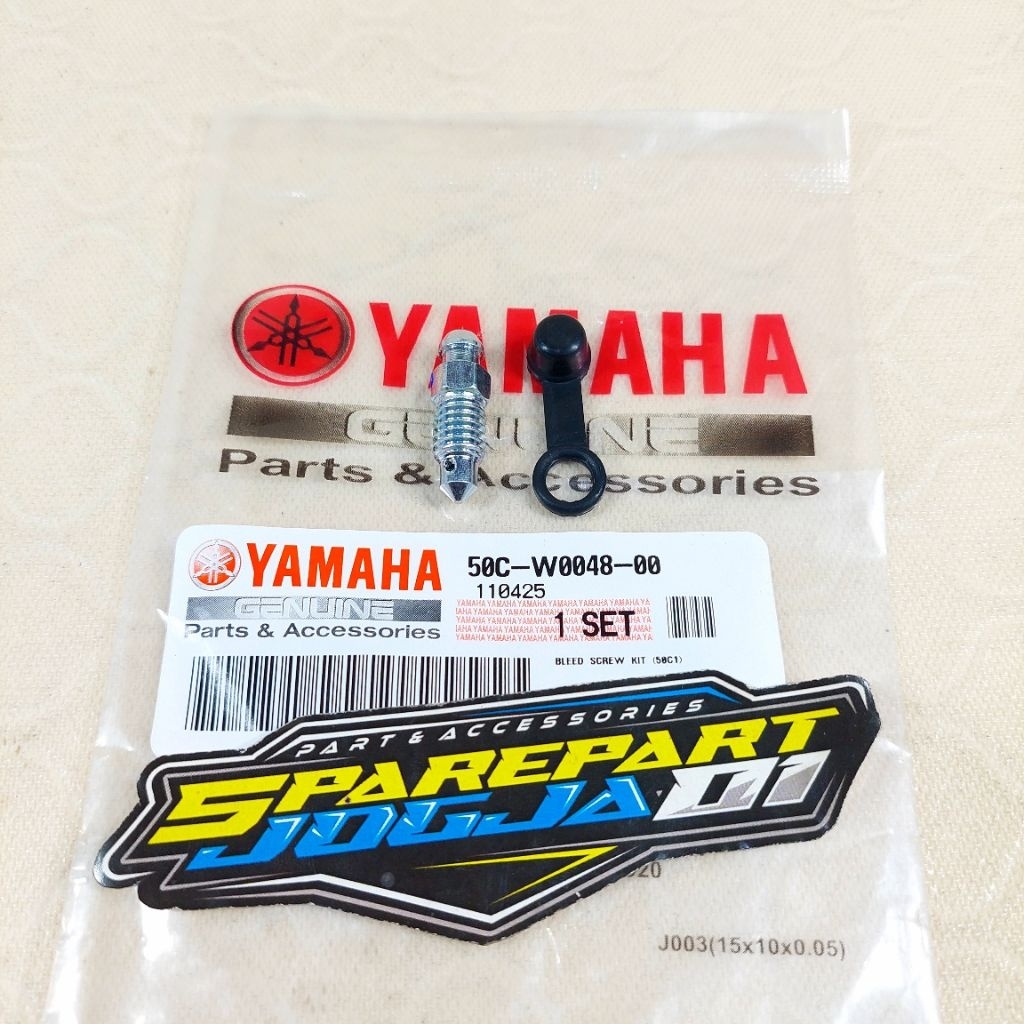 YAMAHA
GENUINE
Parts & Accessories
YAMAHA
GENUINE
Parts & Accessories
50C-W0048-00
110425
1 SET
BLEED SCREW KIT (50C1)
PART & ACCESSORIES
SPAREPART
JOGJA 01
20
J003(15x10x0.05)